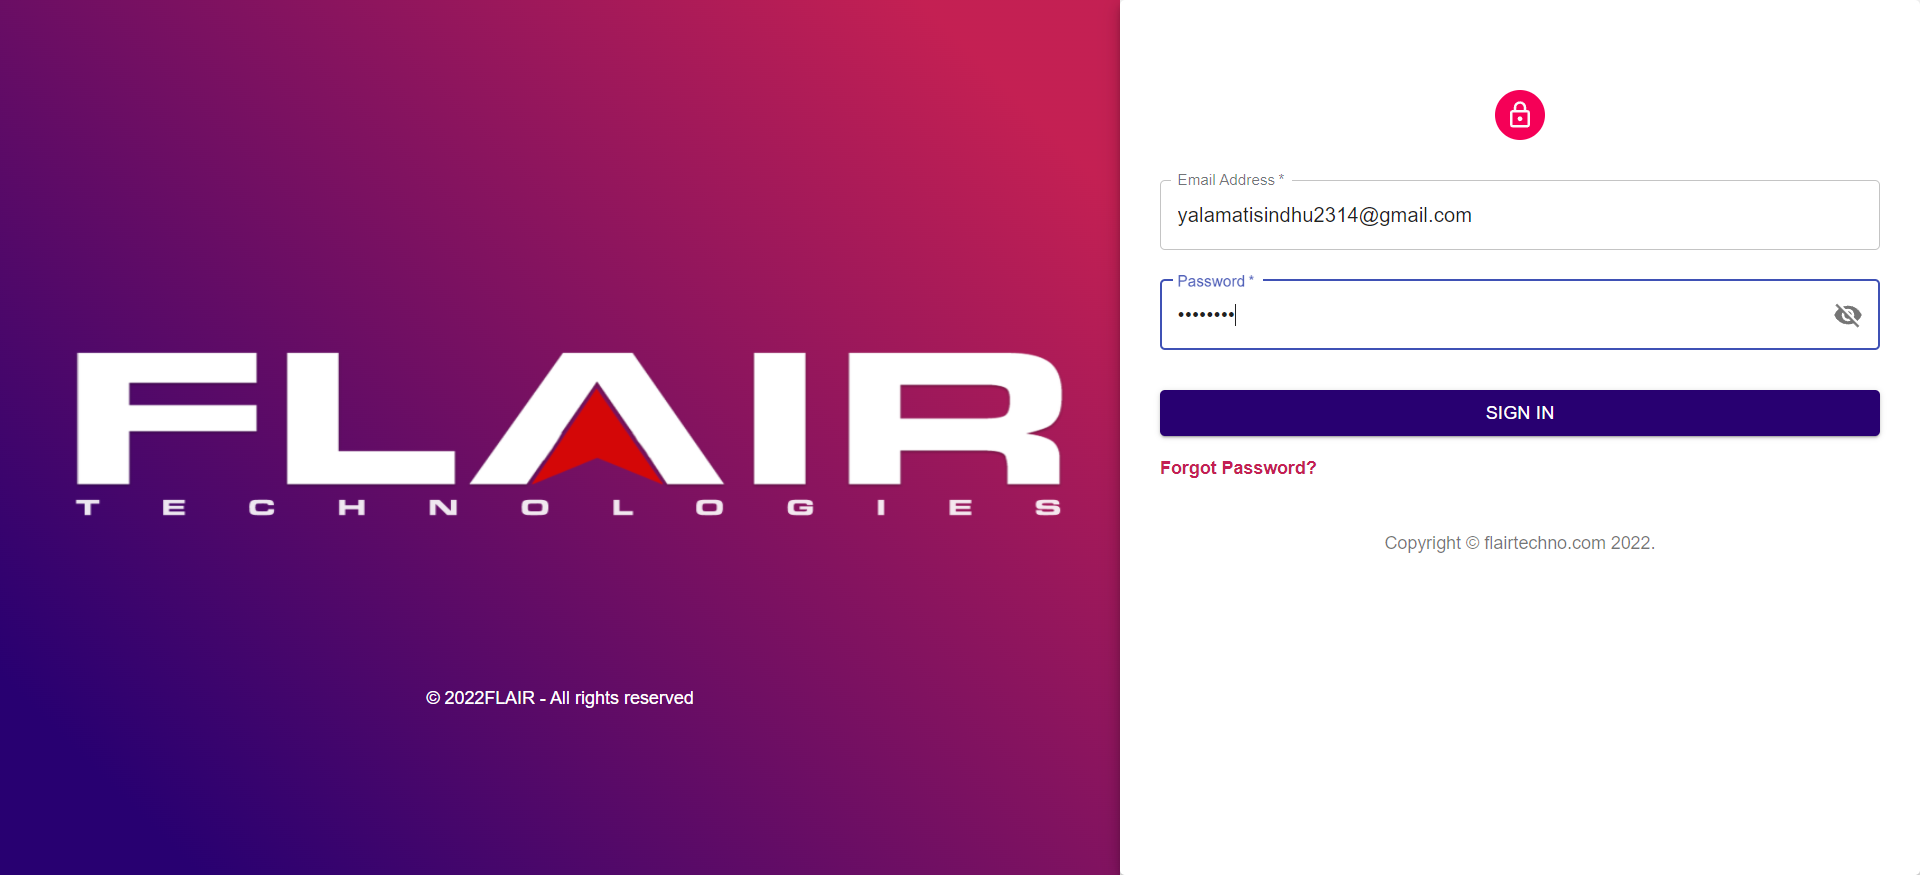 FLAIR
TECHNOLOGIES
© 2022FLAIR - All rights reserved
Email Address *
yalamatisindhu2314@gmail.com
Password *
••••••••
SIGN IN
Forgot Password?
Copyright © flairtechno.com 2022.